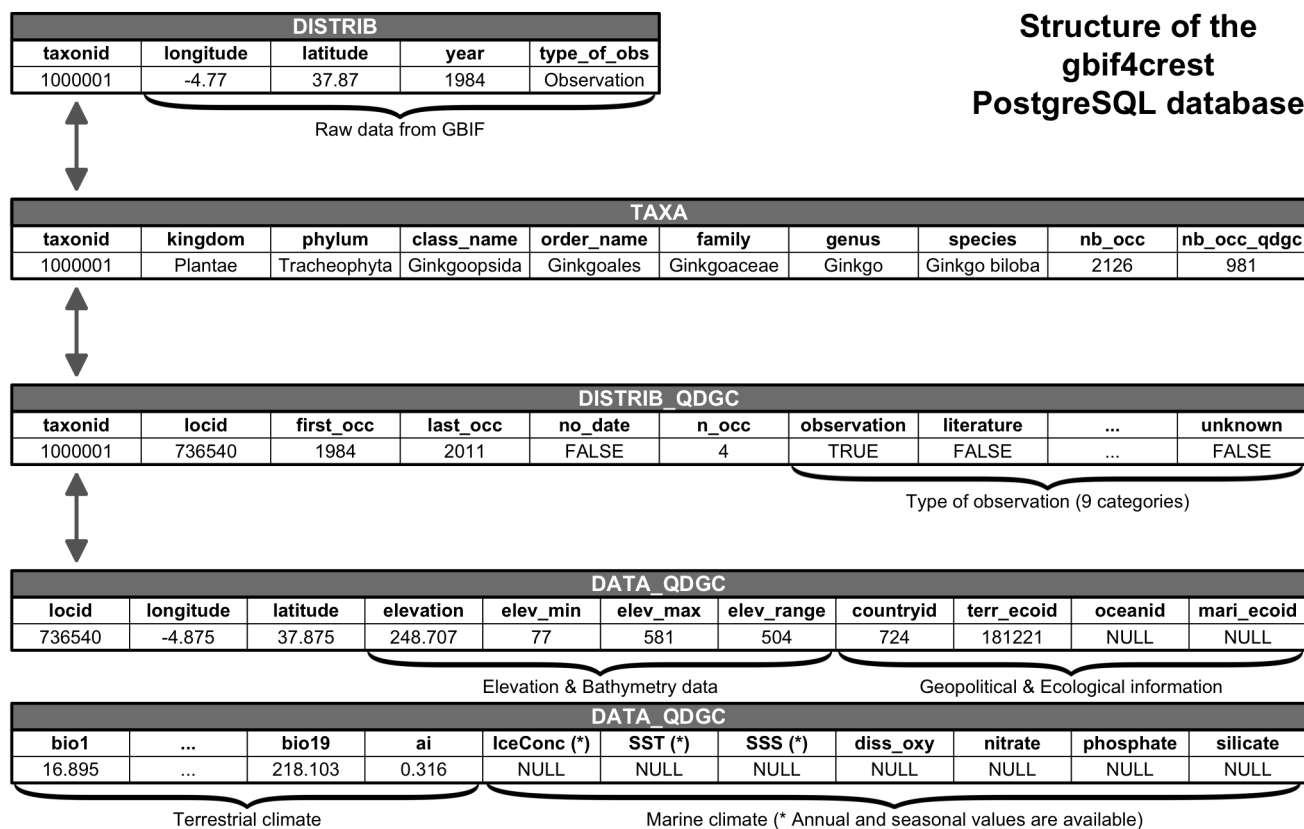 Structure of the
gbif4crest
PostgreSQL database
DISTRIB
taxonid longitude latitude year type_of_obs
1000001 -4.77 37.87 1984 Observation
Raw data from GBIF
TAXA
taxonid kingdom phylum class_name order_name family genus species nb_occ nb_occ_qdgc
1000001 Plantae Tracheophyta Ginkgoopsida Ginkgoales Ginkgoaceae Ginkgo Ginkgo biloba 2126 981
DISTRIB_QDGC
taxonid locid first_occ last_occ no_date n_occ observation literature ... unknown
1000001 736540 1984 2011 FALSE 4 TRUE FALSE ... FALSE
Type of observation (9 categories)
DATA_QDGC
locid longitude latitude elevation elev_min elev_max elev_range countryid terr_ecoid oceanid mari_ecoid
736540 -4.875 37.875 248.707 77 581 504 724 181221 NULL NULL
Elevation & Bathymetry data Geopolitical & Ecological information
DATA_QDGC
bio1 ... bio19 ai IceConc (*) SST (*) SSS (*) diss_oxy nitrate phosphate silicate
16.895 ... 218.103 0.316 NULL NULL NULL NULL NULL NULL NULL
Terrestrial climate Marine climate (* Annual and seasonal values are available)